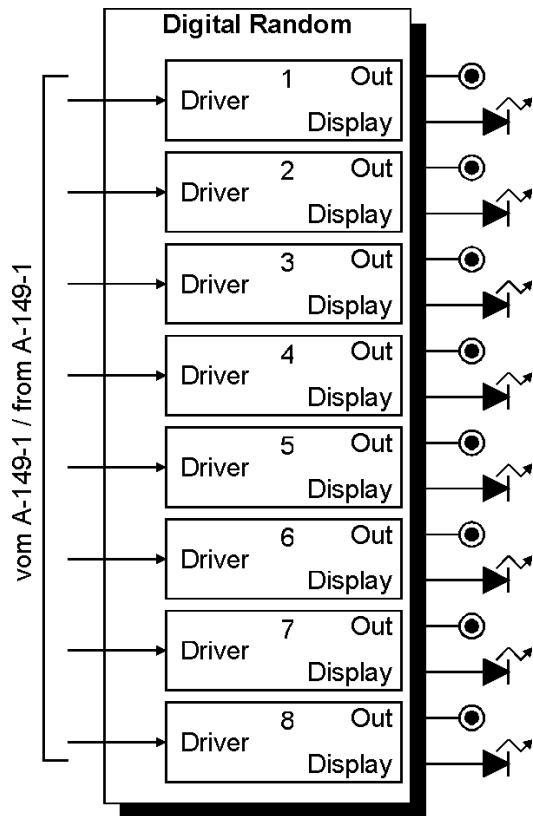 Digital Random
vom A-149-1 / from A-149-1
1 Out
Driver
Display
2 Out
Driver
Display
3 Out
Driver
Display
4 Out
Driver
Display
5 Out
Driver
Display
6 Out
Driver
Display
7 Out
Driver
Display
8 Out
Driver
Display